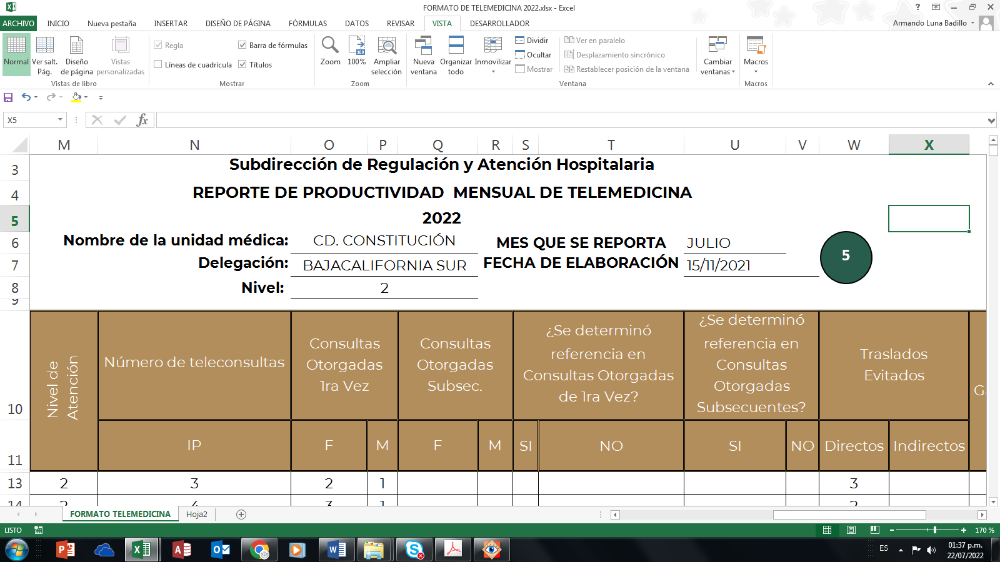 FORMATO DE TELEMEDICINA 2022.xlsx - Excel
ARCHIVO INICIO Nueva pestaña INSERTAR DISEÑO DE PÁGINA FÓRMULAS DATOS REVISAR VISTA DESARROLLADOR Armando Luna Badillo
Normal
Ver salt. Pág.
Diseño de página
Vistas personalizadas
Vistas de libro
Regla
Barra de fórmulas
Líneas de cuadrícula
Títulos
Mostrar
Zoom
100%
Ampliar selección
Zoom
Nueva ventana
Organizar todo
Inmovilizar
Dividir
Ocultar
Mostrar
Ver en paralelo
Desplazamiento sincrónico
Restablecer posición de la ventana
Ventana
Cambiar ventanas
Macros
Macros
X5
fx
M N O P Q R S T U V W X
3 Subdirección de Regulación y Atención Hospitalaria
4 REPORTE DE PRODUCTIVIDAD MENSUAL DE TELEMEDICINA
5 2022
6 Nombre de la unidad médica: CD. CONSTITUCIÓN MES QUE SE REPORTA JULIO
7 Delegación: BAJACALIFORNIA SUR FECHA DE ELABORACIÓN 15/11/2021
5
8 Nivel: 2
9
10
Nivel de
Atención
Número de teleconsultas
Consultas
Otorgadas
1ra Vez
Consultas
Otorgadas
Subsec.
¿Se determinó
referencia en
Consultas Otorgadas
de 1ra Vez?
¿Se determinó
referencia en
Consultas
Otorgadas
Subsecuentes?
Traslados
Evitados
11 IP F M F M SI NO SI NO Directos Indirectos
13 2 3 2 1 3
14 2 4 3 1 2
FORMATO TELEMEDICINA Hoja2
LISTO 170 %
ES 01:37 p.m.
22/07/2022